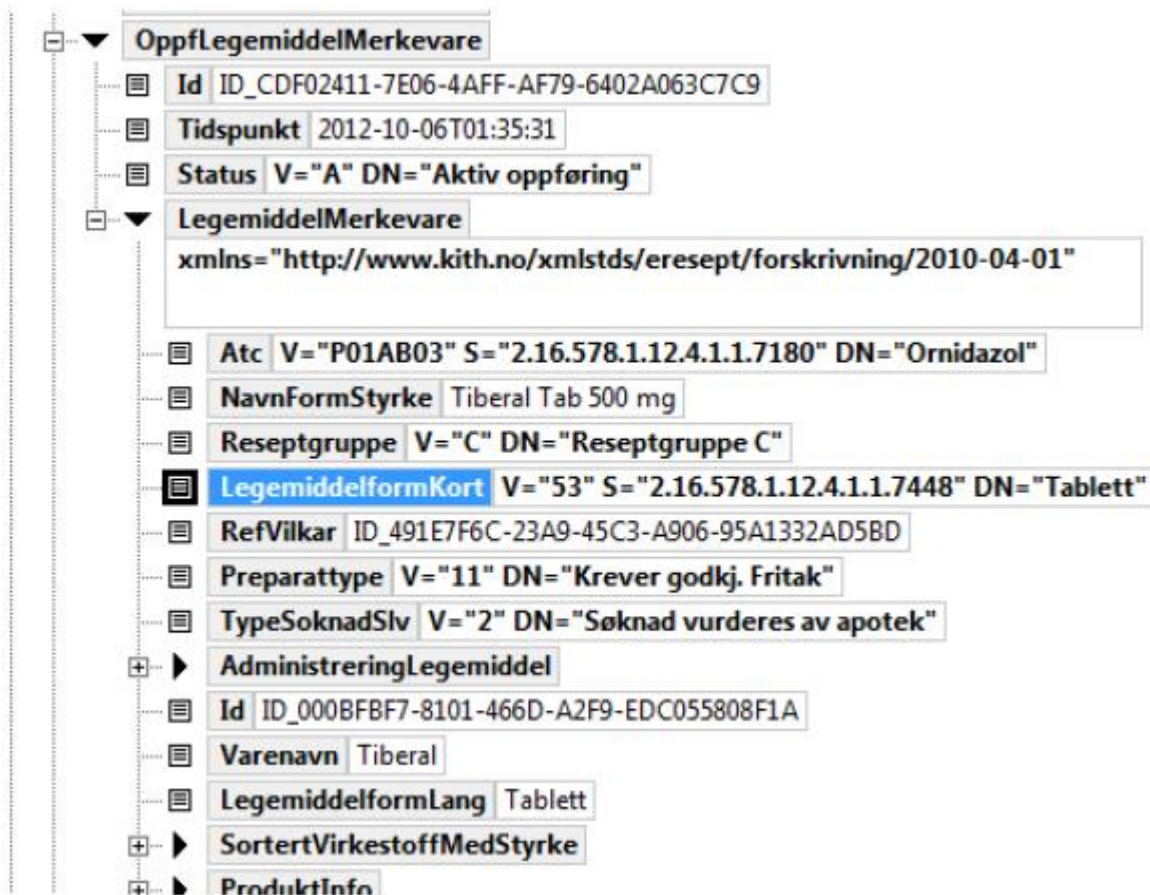 OppfLegemiddelMerkevare
Id ID_CDF02411-7E06-4AFF-AF79-6402A063C7C9
Tidspunkt 2012-10-06T01:35:31
Status V="A" DN="Aktiv oppføring"
LegemiddelMerkevare
xmlns="http://www.kith.no/xmlstds/eresept/forskrivning/2010-04-01"
Atc V="P01AB03" S="2.16.578.1.12.4.1.1.7180" DN="Ornidazol"
NavnFormStyrke Tiberal Tab 500 mg
Reseptgruppe V="C" DN="Reseptgruppe C"
LegemiddelformKort V="53" S="2.16.578.1.12.4.1.1.7448" DN="Tablett"
RefVilkar ID_491E7F6C-23A9-45C3-A906-95A1332AD5BD
Preparattype V="11" DN="Krever godkj. Fritak"
TypeSoknadSlv V="2" DN="Søknad vurderes av apotek"
AdministreringLegemiddel
Id ID_000BFBF7-8101-466D-A2F9-EDC055808F1A
Varenavn Tiberal
LegemiddelformLang Tablett
SortertVirkestoffMedStyrke
ProduktInfo